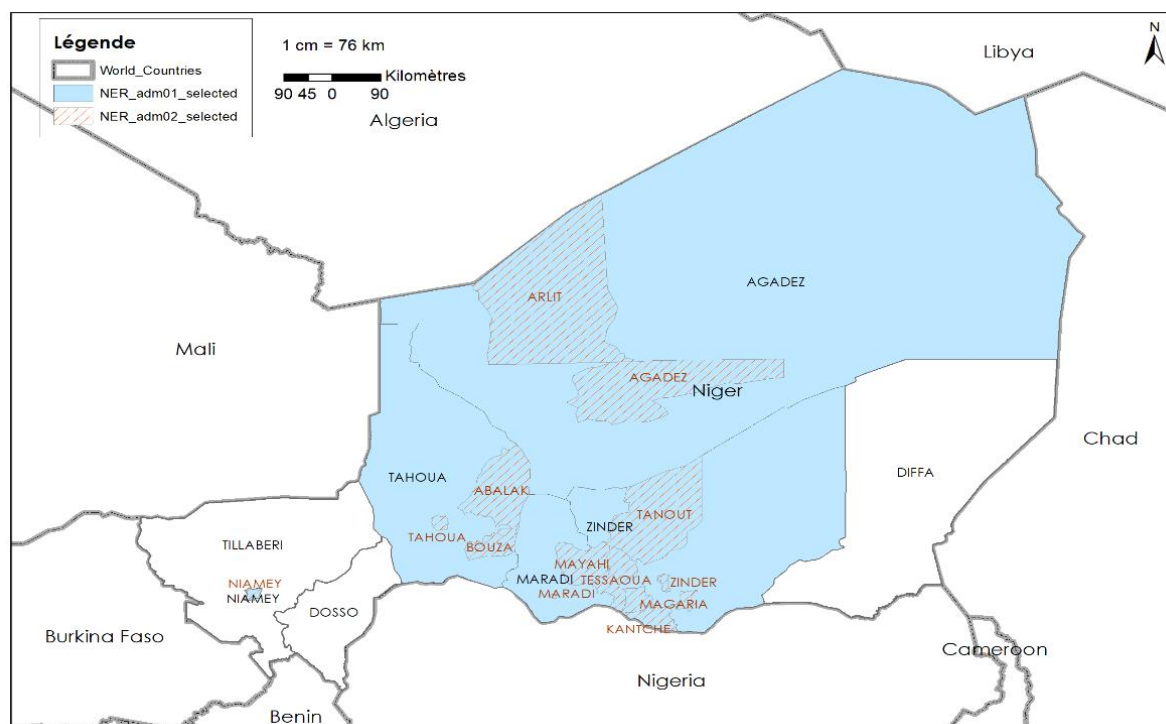 Légende
World_Countries
NER_adm01_selected
NER_adm02_selected
1 cm = 76 km
Kilomètres
90 45 0 90
N
Libya
Algeria
AGADEZ
ARLIT
Mali
AGADEZ
Niger
Chad
TAHOUA
DIFFA
ABALAK
TANOUT
ZINDER
TAHOUA
BOUZA
TILLABERI
MAYAHI
MARADI
TESSAOUA
ZINDER
NIAMEY
NIAMEY
MARADI
MAGARIA
DOSSO
KANTCHE
Burkina Faso
Cameroon
Nigeria
Benin